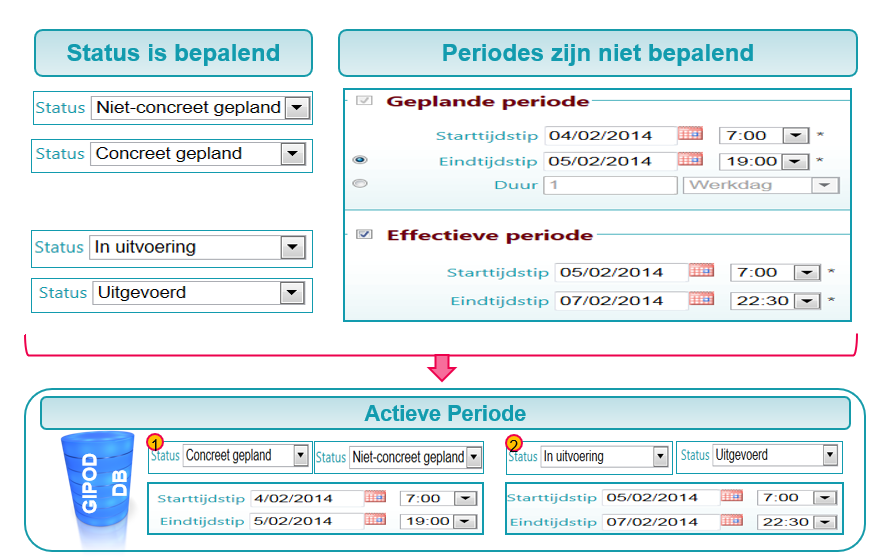 Status is bepalend
Periodes zijn niet bepalend
Status Niet-concreet gepland
Status Concreet gepland
Status In uitvoering
Status Uitgevoerd
Geplande periode
Starttijdstip 04/02/2014 7:00 *
Eindtijdstip 05/02/2014 19:00 *
Duur 1 Werkdag
Effectieve periode
Starttijdstip 05/02/2014 7:00 *
Eindtijdstip 07/02/2014 22:30 *
Actieve Periode
GIPOD
DB
1
Status Concreet gepland Status Niet-concreet gepland
Starttijdstip 4/02/2014 7:00
Eindtijdstip 5/02/2014 19:00
2
Status In uitvoering Status Uitgevoerd
Starttijdstip 05/02/2014 7:00
Eindtijdstip 07/02/2014 22:30